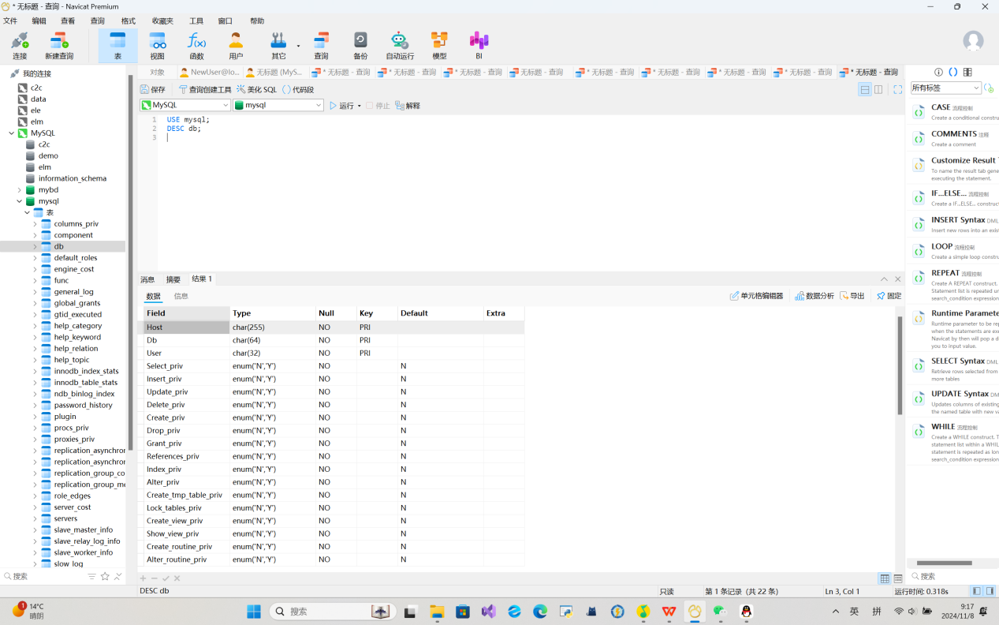 * 无标题 - 查询 - Navicat Premium
文件 编辑 查看 查询 格式 收藏夹 工具 窗口 帮助
连接 新建查询 表 视图 函数 用户 其它 查询 备份 自动运行 模型 BI
我的连接
c2c
data
ele
elm
MySQL
c2c
demo
elm
information_schema
mybd
mysql
表
columns_priv
component
db
default_roles
engine_cost
func
general_log
global_grants
gtid_executed
help_category
help_keyword
help_relation
help_topic
innodb_index_stats
innodb_table_stats
ndb_binlog_index
password_history
plugin
procs_priv
proxies_priv
replication_asynchror
replication_asynchror
replication_group_co
replication_group_me
role_edges
server_cost
servers
slave_master_info
slave_relay_log_info
slave_worker_info
slow_log
搜索
对象 NewUser@lo... 无标题 (MyS... * 无标题 - 查询 * 无标题 - 查询 * 无标题 - 查询 无标题 - 查询 * 无标题 - 查询 * 无标题 - 查询 * 无标题 - 查询 * 无标题 - 查询 * 无标题 - 查询
保存 查询创建工具 美化 SQL () 代码段
MySQL mysql 运行 停止 解释
1 USE mysql;
2 DESC db;
3
消息 摘要 结果 1
数据 信息 单元格编辑器 数据分析 导出 固定
Field Type Null Key Default Extra
Host char(255) NO PRI
Db char(64) NO PRI
User char(32) NO PRI
Select_priv enum('N','Y') NO N
Insert_priv enum('N','Y') NO N
Update_priv enum('N','Y') NO N
Delete_priv enum('N','Y') NO N
Create_priv enum('N','Y') NO N
Drop_priv enum('N','Y') NO N
Grant_priv enum('N','Y') NO N
References_priv enum('N','Y') NO N
Index_priv enum('N','Y') NO N
Alter_priv enum('N','Y') NO N
Create_tmp_table_priv enum('N','Y') NO N
Lock_tables_priv enum('N','Y') NO N
Create_view_priv enum('N','Y') NO N
Show_view_priv enum('N','Y') NO N
Create_routine_priv enum('N','Y') NO N
Alter_routine_priv enum('N','Y') NO N
DESC db 只读 第 1 条记录 (共 22 条) Ln 3, Col 1 运行时间: 0.318s
所有标签
CASE 流程控制
Create a conditional constru
COMMENTS 注释
Create a comment
Customize Result T
To name the result tab gene
executing the statement.
IF...ELSE... 流程控制
Create a IF...ELSE... construc
INSERT Syntax DML
Insert new rows into an exis
LOOP 流程控制
Create a simple loop constru
REPEAT 流程控制
Create A REPEAT construct.
Statement list is repeated un
search_condition expression
Runtime Paramete
Runtime parameter to be rep
when the statements are exe
Navicat by then will pop a d
you to input value.
SELECT Syntax DML
Retrieve rows selected from
more tables
UPDATE Syntax DM
Updates columns of existing
the named table with new va
WHILE 流程控制
Create a WHILE construct. T
statement list within a WHIL
statement is repeated as lon
search_condition expression
搜索
1 14°C
晴朗
搜索
英 拼
9:17
2024/11/8